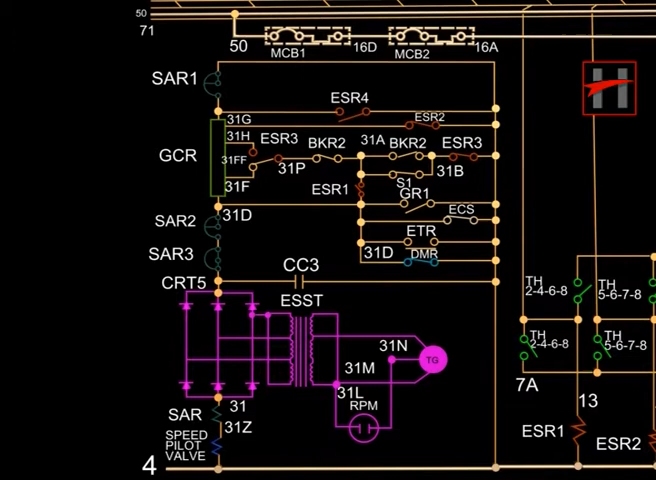 50
71
50
MCB1
16D
MCB2
16A
SAR1
ESR4
31G
ESR2
31H
ESR3
BKR2
31A
BKR2
ESR3
GCR
31FF
31P
31B
31F
ESR1
S1
GR1
SAR2
31D
ECS
ETR
SAR3
31D
DMR
CRT5
CC3
ESST
TH
2-4-6-8
TH
5-6-7-8
TH
2-4-6-8
TH
5-6-7-8
31N
TG
31M
7A
31L
31
RPM
13
SAR
31Z
SPEED
PILOT
VALVE
ESR1
ESR2
4